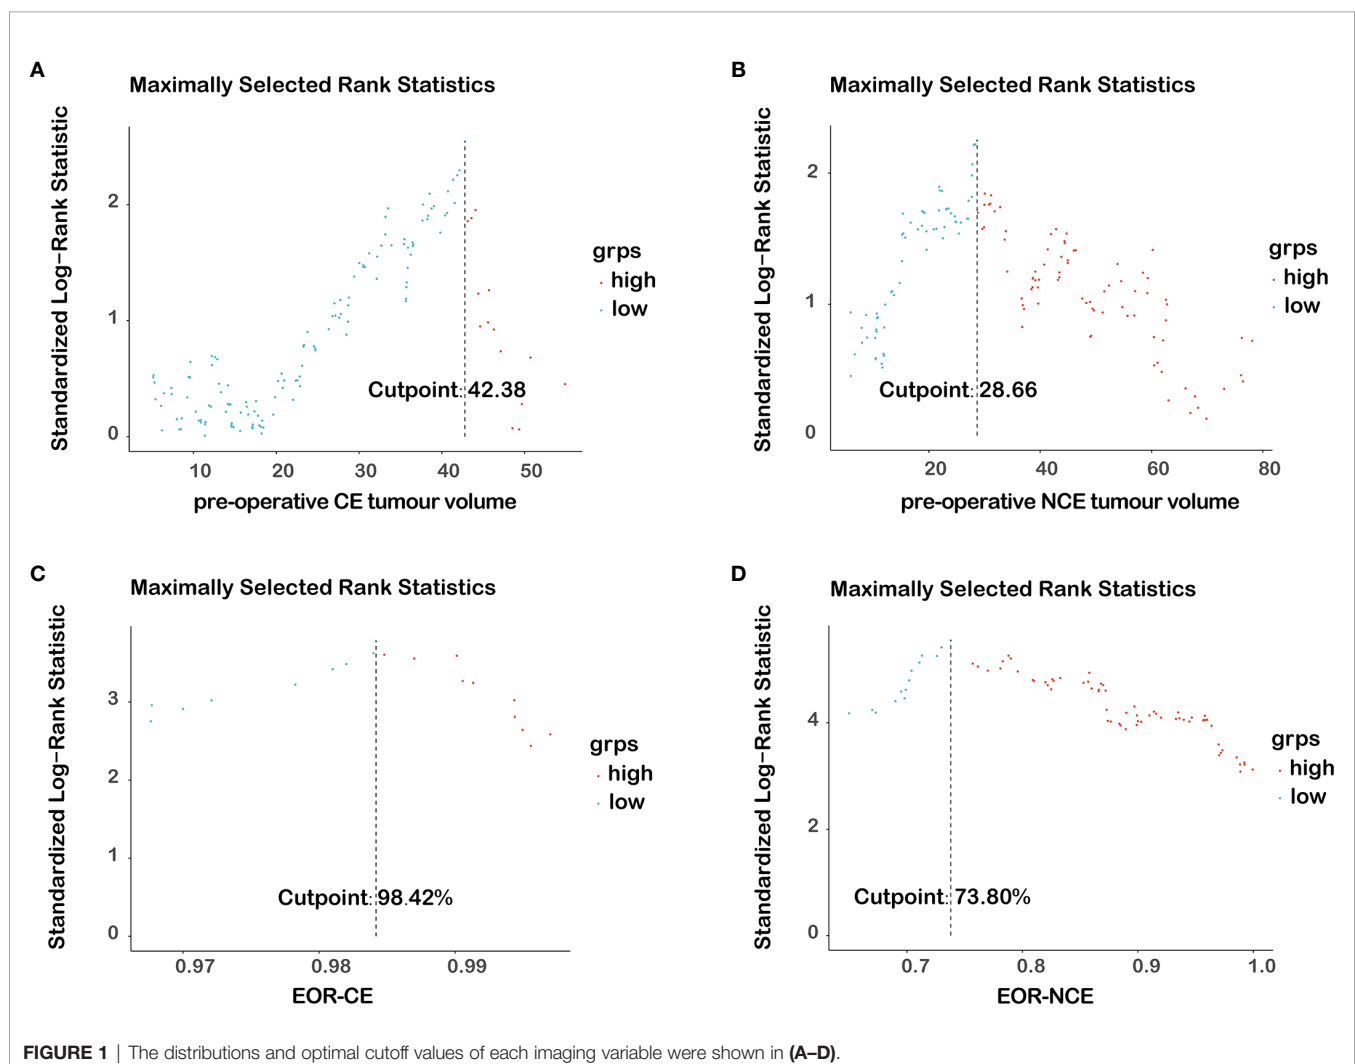 A
Maximally Selected Rank Statistics
Standardized Log−Rank Statistic
2
1
0
Cutpoint: 42.38
10 20 30 40 50
pre-operative CE tumour volume
grps
high
low
B
Maximally Selected Rank Statistics
Standardized Log−Rank Statistic
2
1
0
Cutpoint: 28.66
20 40 60 80
pre-operative NCE tumour volume
grps
high
low
C
Maximally Selected Rank Statistics
Standardized Log−Rank Statistic
3
2
1
0
Cutpoint: 98.42%
0.97 0.98 0.99
EOR-CE
grps
high
low
D
Maximally Selected Rank Statistics
Standardized Log−Rank Statistic
4
2
0
Cutpoint: 73.80%
0.7 0.8 0.9 1.0
EOR-NCE
grps
high
low
FIGURE 1 | The distributions and optimal cutoff values of each imaging variable were shown in (A–D).